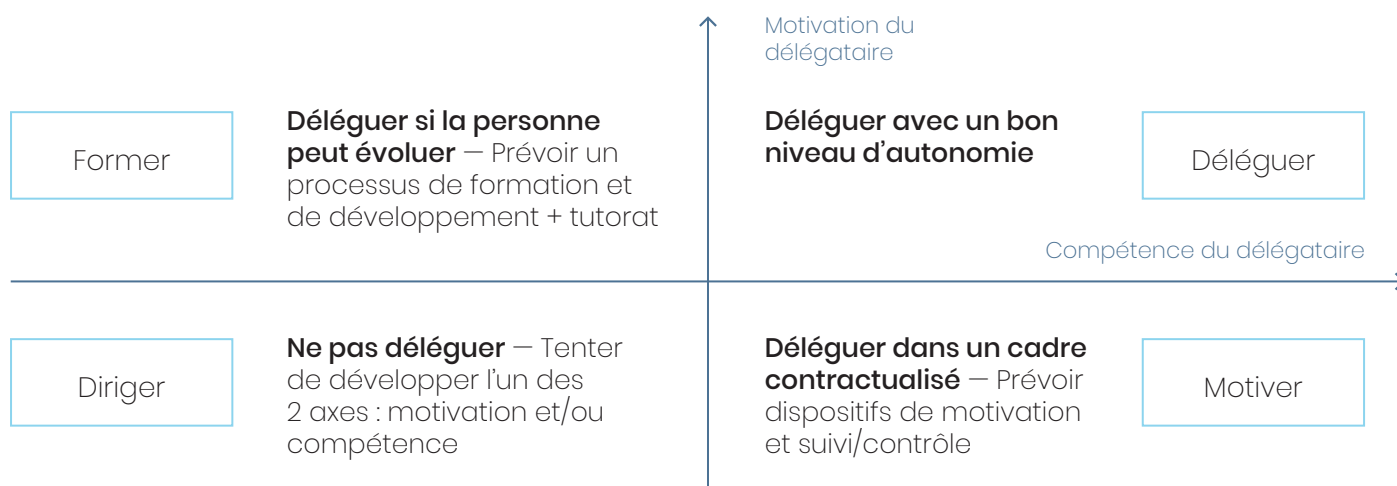 Motivation du
délégataire
Former
Déléguer si la personne
peut évoluer — Prévoir un
processus de formation et
de développement + tutorat
Déléguer avec un bon
niveau d’autonomie
Déléguer
Compétence du délégataire
Diriger
Ne pas déléguer — Tenter
de développer l’un des
2 axes : motivation et/ou
compétence
Déléguer dans un cadre
contractualisé — Prévoir
dispositifs de motivation
et suivi/contrôle
Motiver